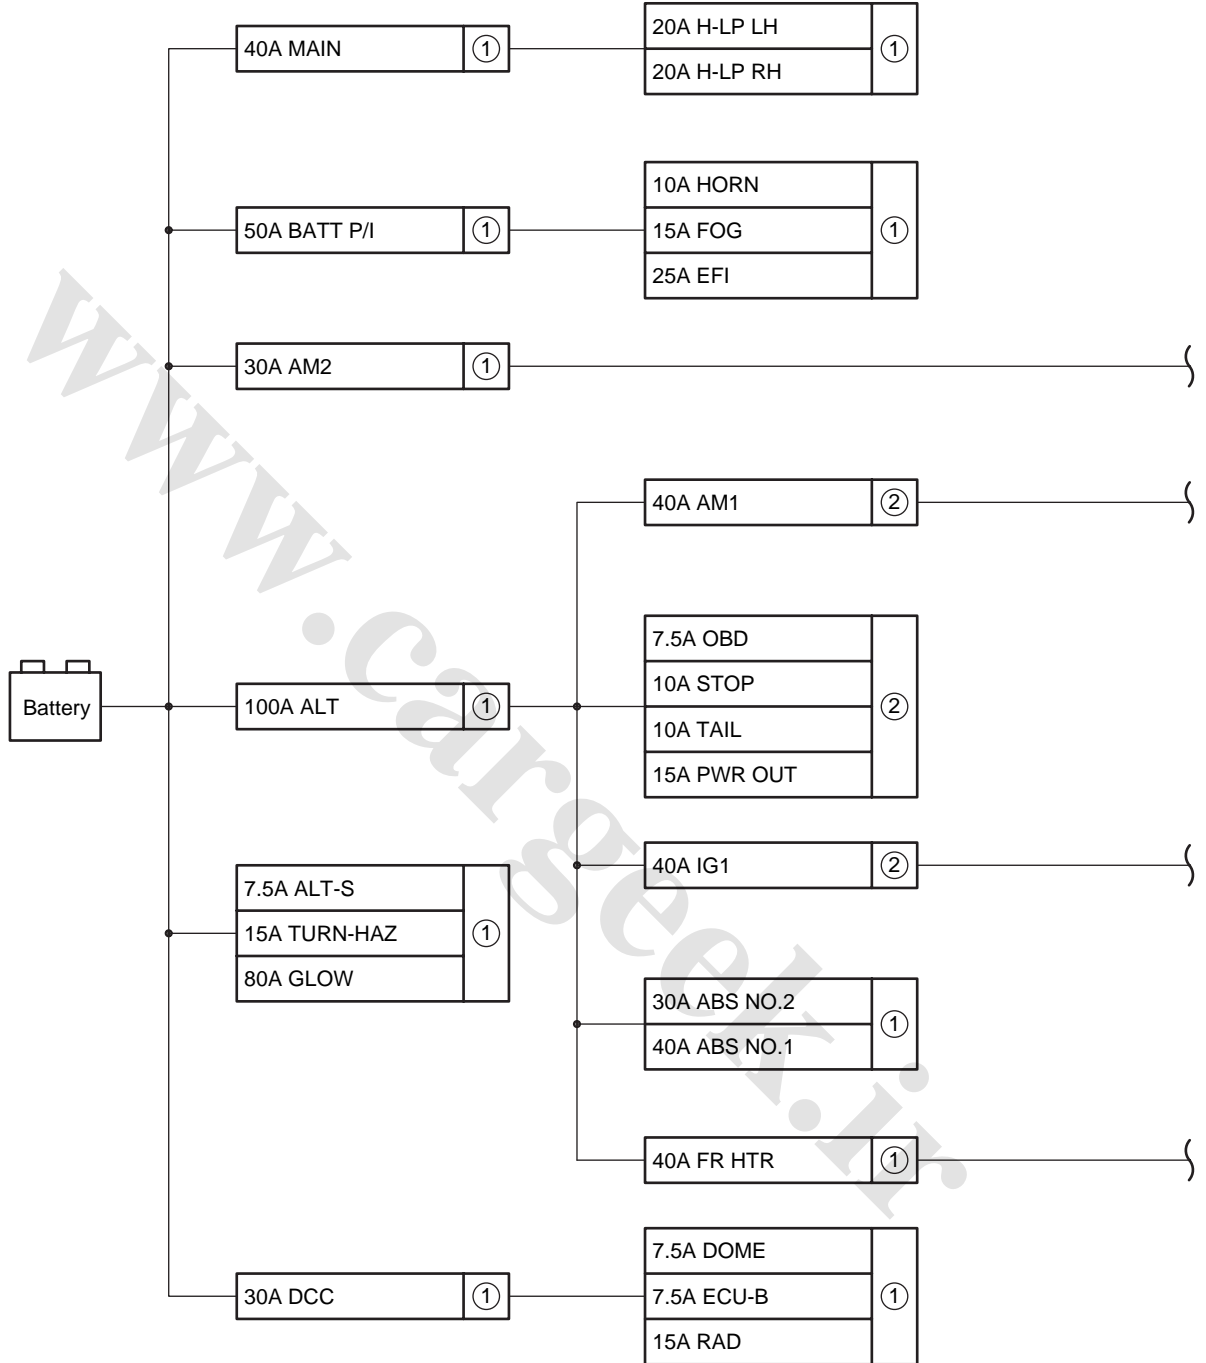 40A MAIN ①
20A H-LP LH
20A H-LP RH
①
50A BATT P/I ①
10A HORN
15A FOG
25A EFI
①
30A AM2 ①
40A AM1 ②
Battery
100A ALT ①
7.5A OBD
10A STOP
10A TAIL
15A PWR OUT
②
40A IG1 ②
7.5A ALT-S
15A TURN-HAZ
80A GLOW
①
30A ABS NO.2
40A ABS NO.1
①
40A FR HTR ①
30A DCC ①
7.5A DOME
7.5A ECU-B
15A RAD
①
www.cargeek.ir